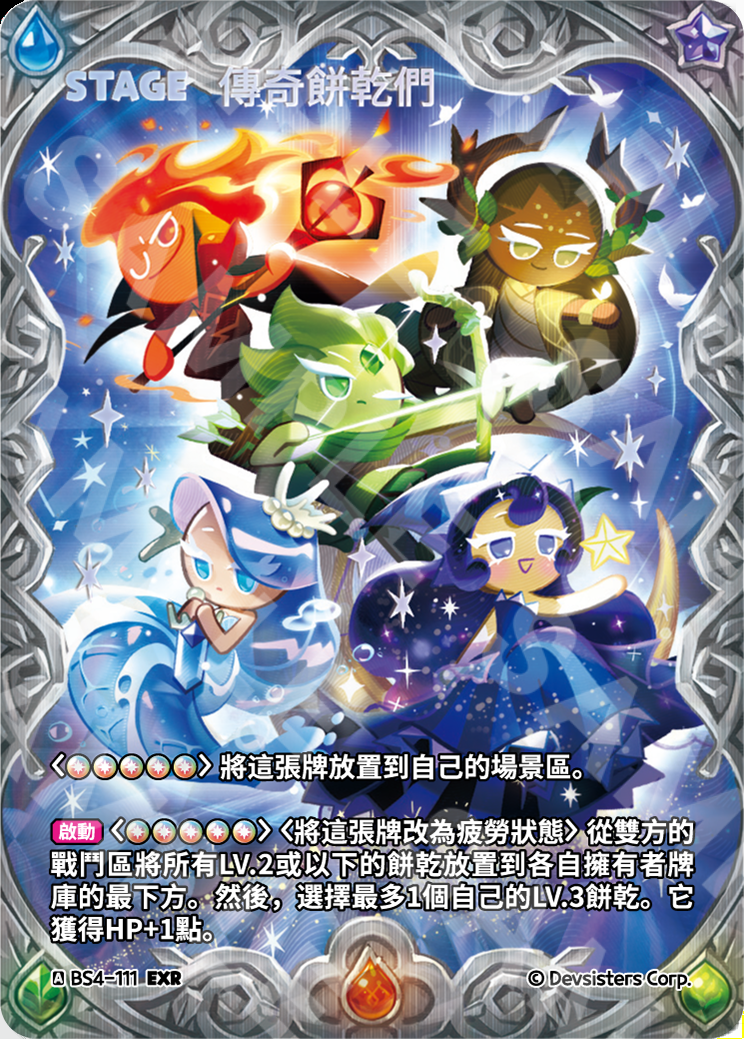 STAGE 傳奇餅乾們
〈〉將這張牌放置到自己的場景區。
啟動 〈〉〈將這張牌改為疲勞狀態〉從雙方的
戰鬥區將所有LV.2或以下的餅乾放置到各自擁有者牌
庫的最下方。然後，選擇最多1個自己的LV.3餅乾。它
獲得HP+1點。
A BS4-111 EXR
© Devsisters Corp.